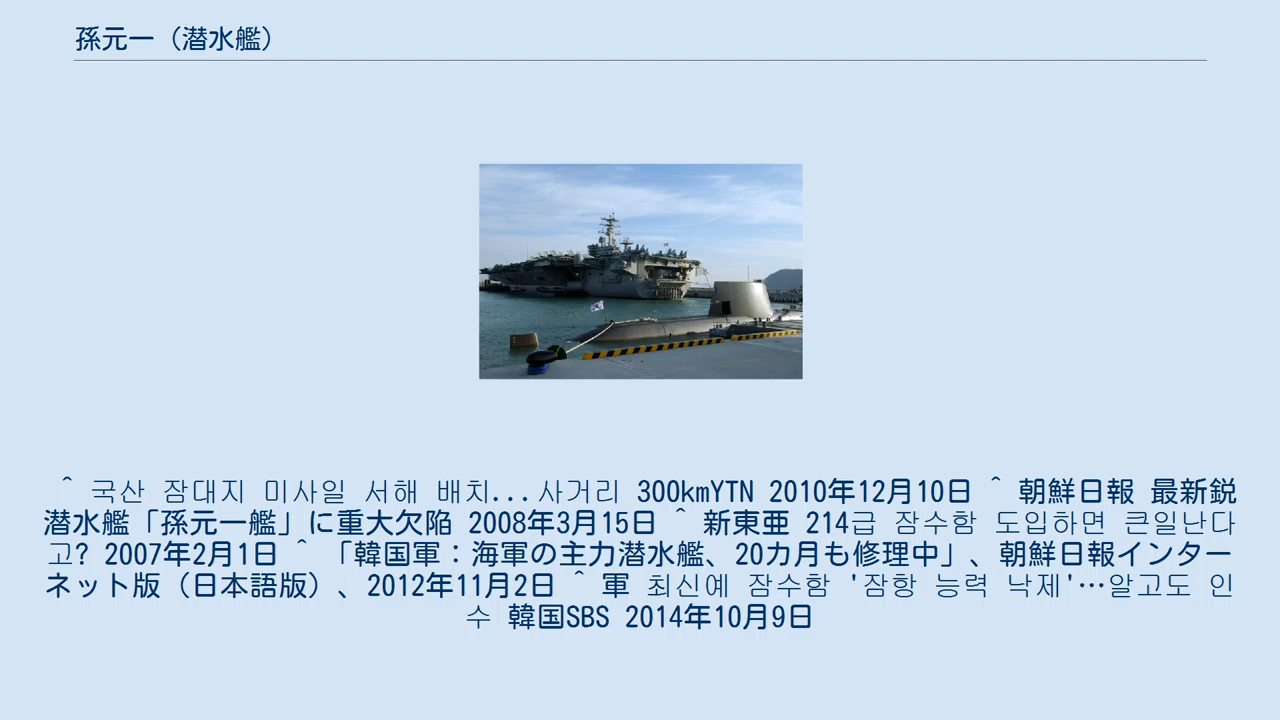 孫元一（潜水艦）
^ 국산 잠대지 미사일 서해 배치...사거리 300kmYTN 2010年12月10日 ^ 朝鮮日報 最新鋭
潜水艦「孫元一艦」に重大欠陥 2008年3月15日 ^ 新東亜 214급 잠수함 도입하면 큰일난다
고? 2007年2月1日 ^ 「韓国軍：海軍の主力潜水艦、20カ月も修理中」、朝鮮日報インター
ネット版（日本語版）、2012年11月2日 ^ 軍 최신예 잠수함 '잠항 능력 낙제'…알고도 인
수 韓国SBS 2014年10月9日